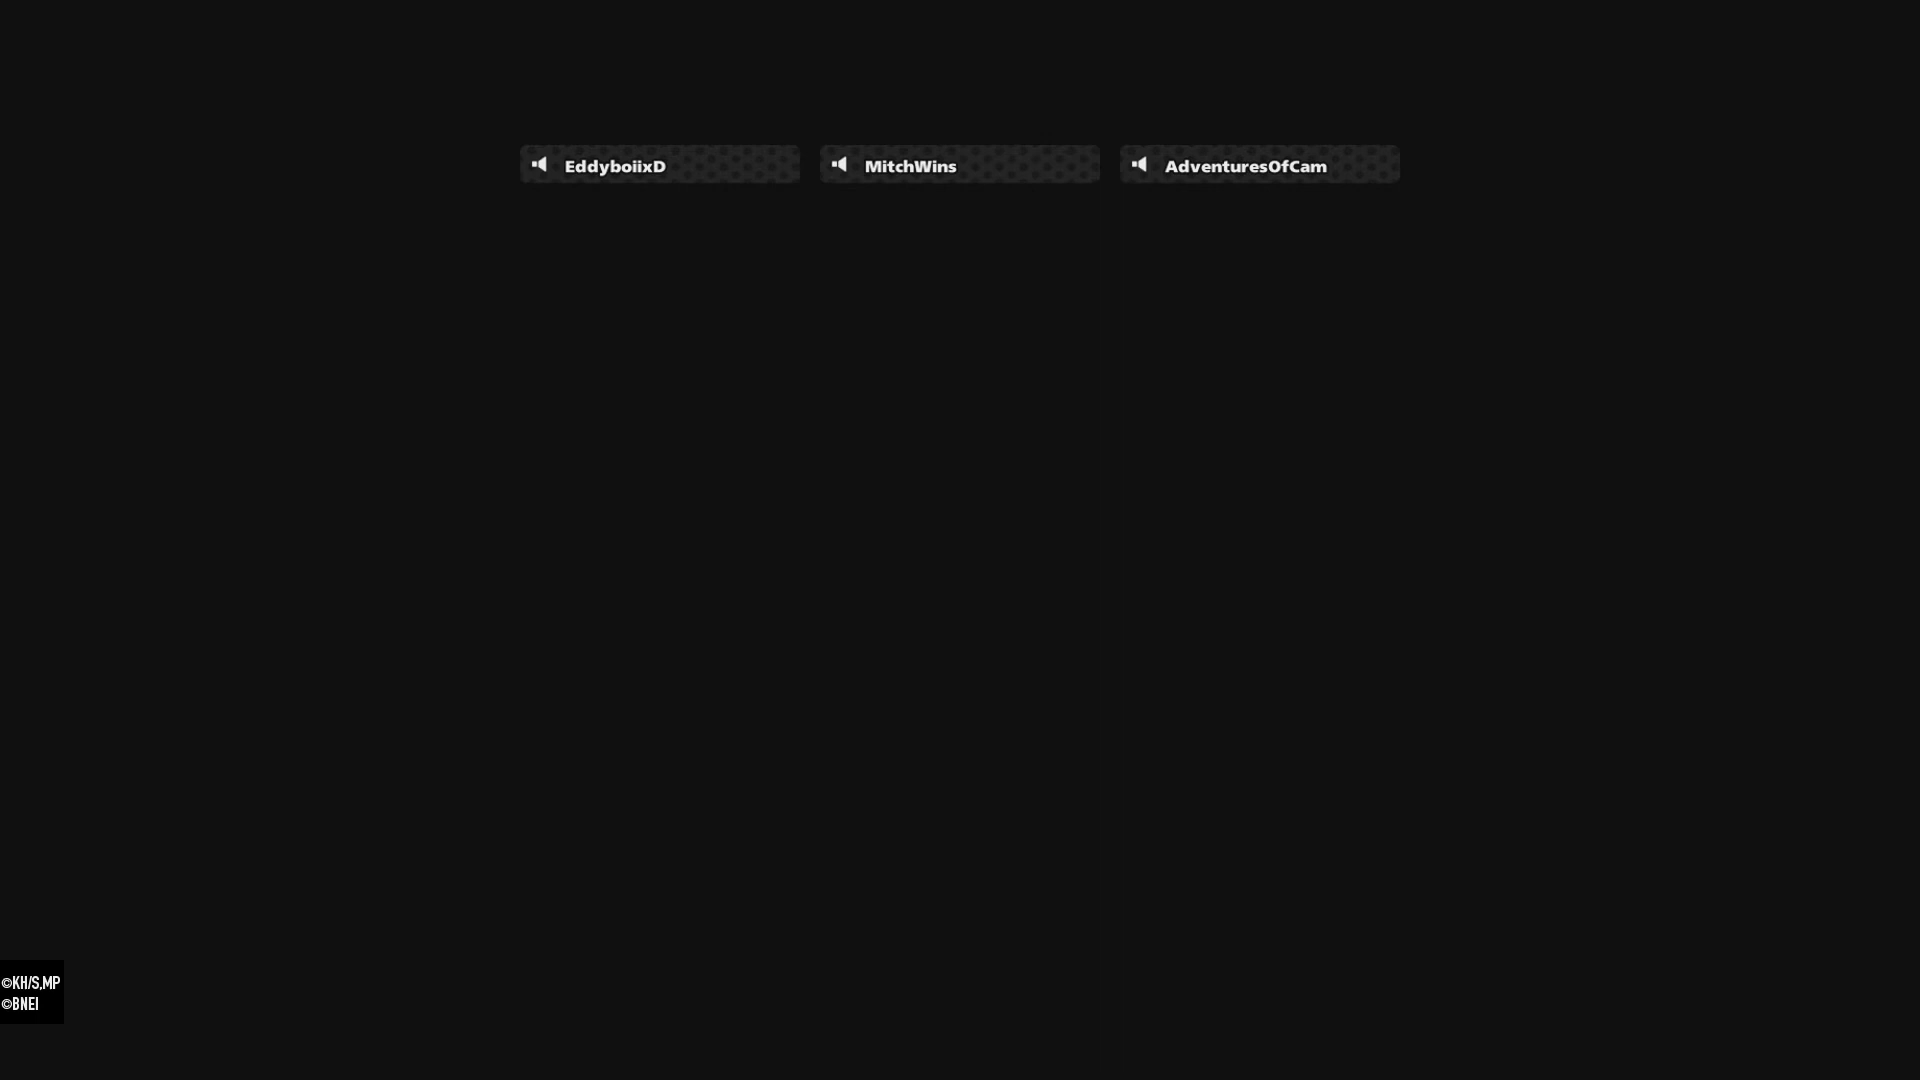 EddyboiixD
MitchWins
AdventuresOfCam
©KH/S,MP
©BNEI